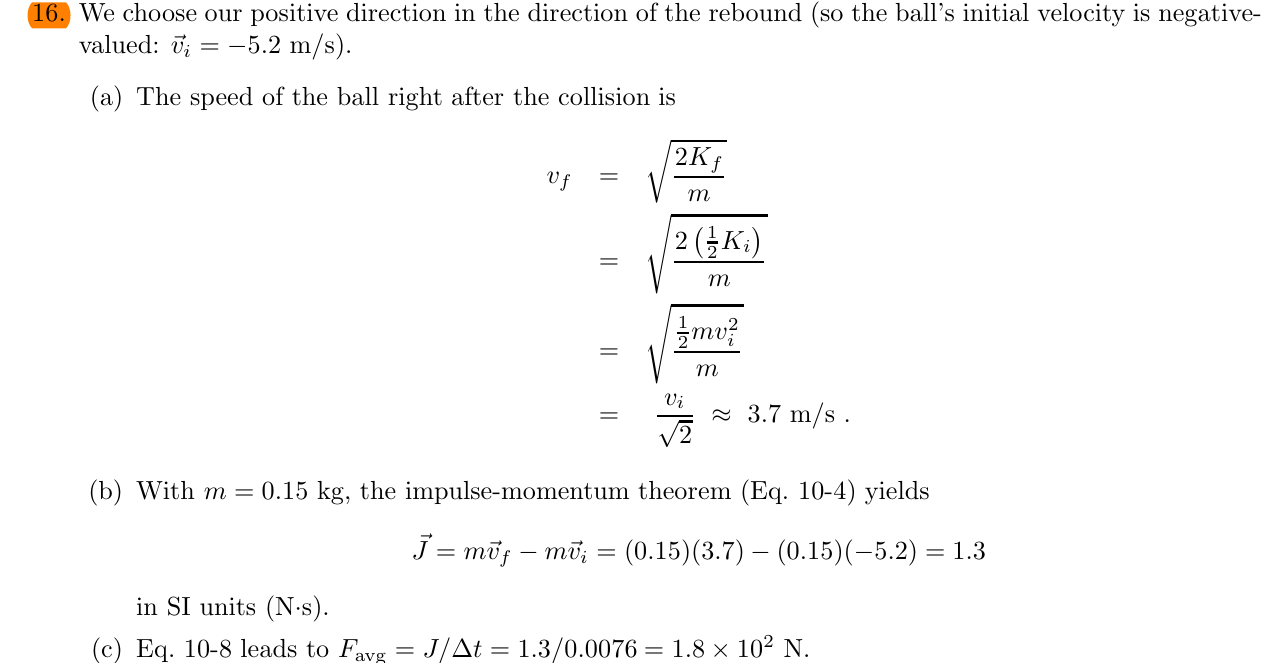 16. We choose our positive direction in the direction of the rebound (so the ball's initial velocity is negative-
valued: $\vec{v}_i = -5.2$ m/s).
(a) The speed of the ball right after the collision is
$v_f = \sqrt{\frac{2K_f}{m}}$
$= \sqrt{\frac{2\left(\frac{1}{2}K_i\right)}{m}}$
$= \sqrt{\frac{\frac{1}{2}mv_i^2}{m}}$
$= \frac{v_i}{\sqrt{2}} \approx 3.7$ m/s .
(b) With $m = 0.15$ kg, the impulse-momentum theorem (Eq. 10-4) yields
$\vec{J} = m\vec{v}_f - m\vec{v}_i = (0.15)(3.7) - (0.15)(-5.2) = 1.3$
in SI units (N·s).
(c) Eq. 10-8 leads to $F_{\text{avg}} = J/\Delta t = 1.3/0.0076 = 1.8 \times 10^2$ N.